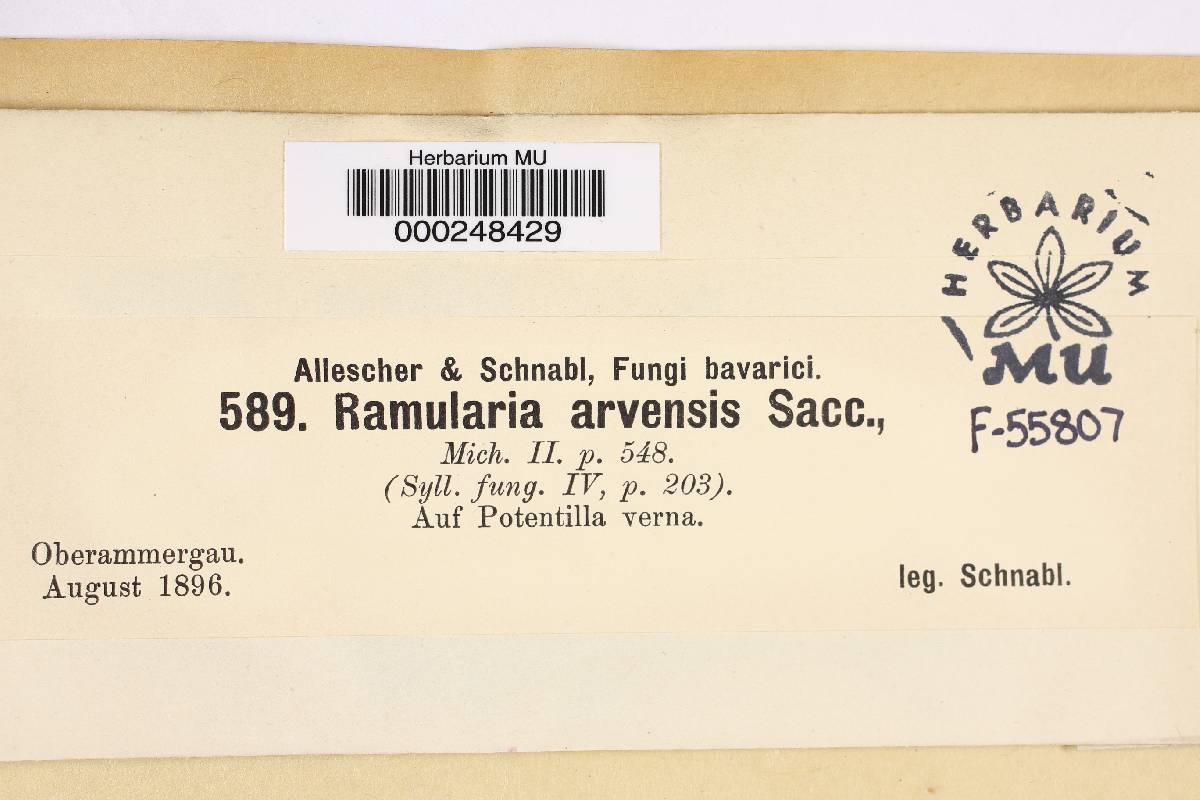 Herbarium MU
000248429
HERBARIUM
MU
F-55807
Allescher & Schnabl, Fungi bavarici.
589. Ramularia arvensis Sacc.,
Mich. II. p. 548.
(Syll. fung. IV, p. 203).
Auf Potentilla verna.
Oberammergau.
August 1896.
leg. Schnabl.